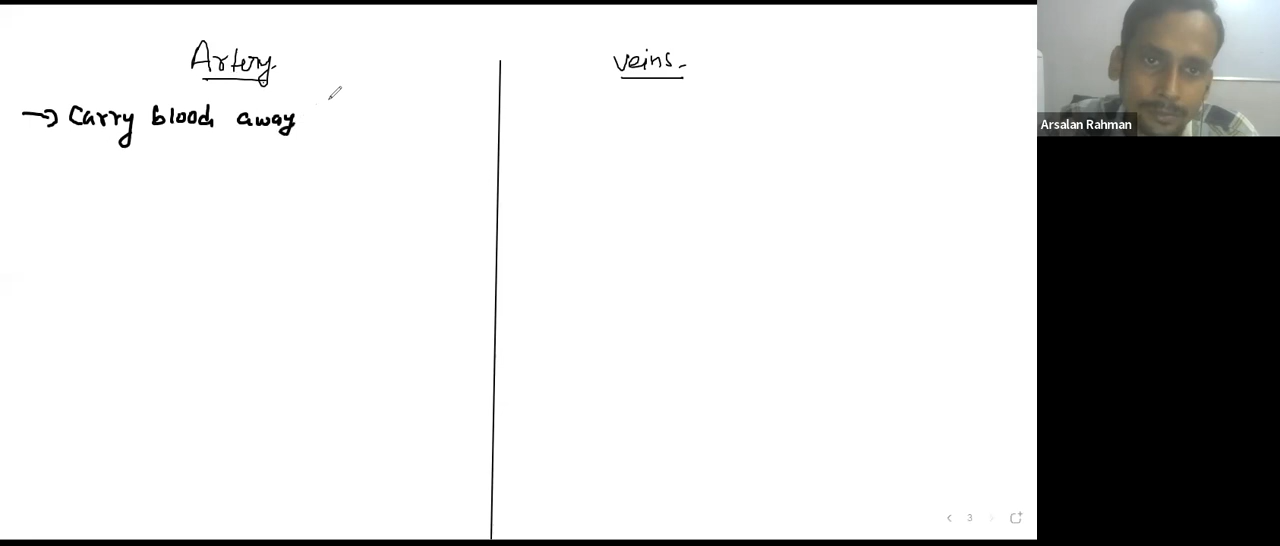 Artery.
veins.
→ Carry blood away
Arsalan Rahman
3